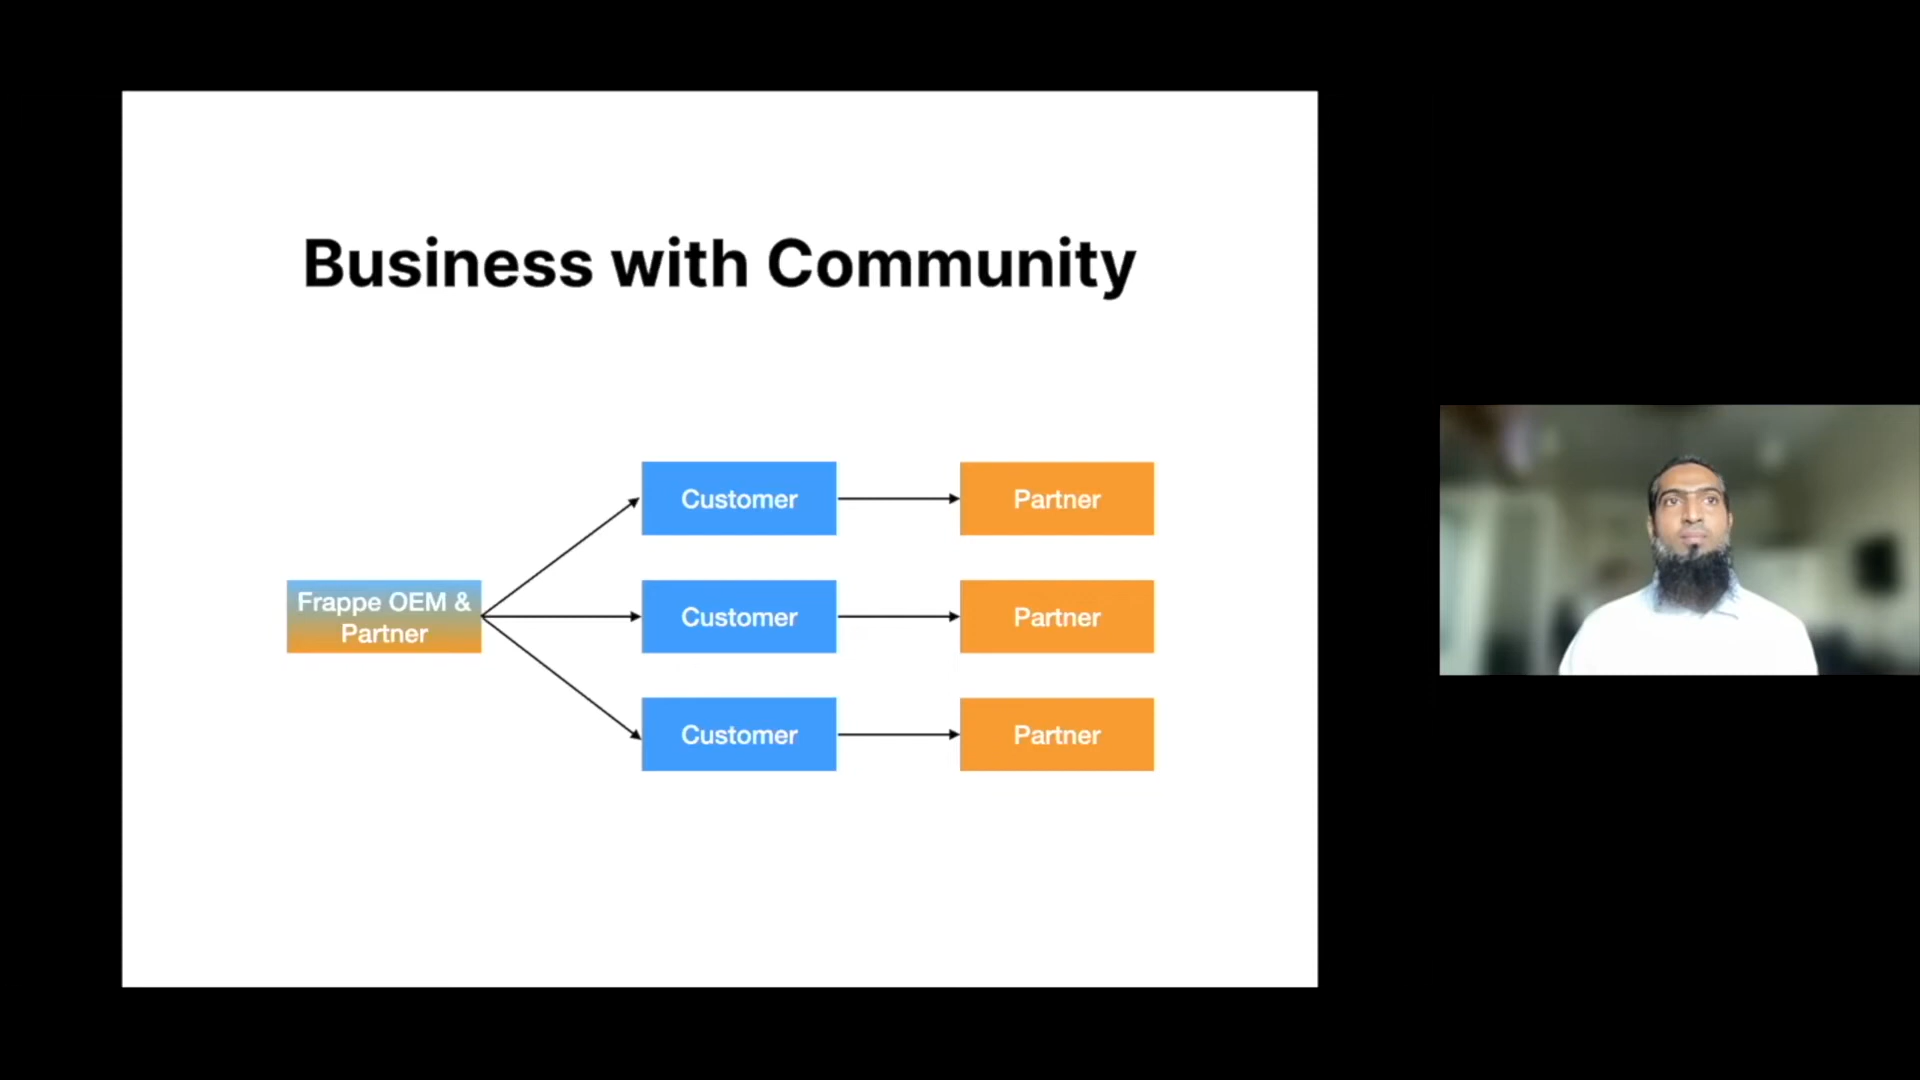 Business with Community
Customer
Partner
Frappe OEM &
Partner
Customer
Partner
Customer
Partner